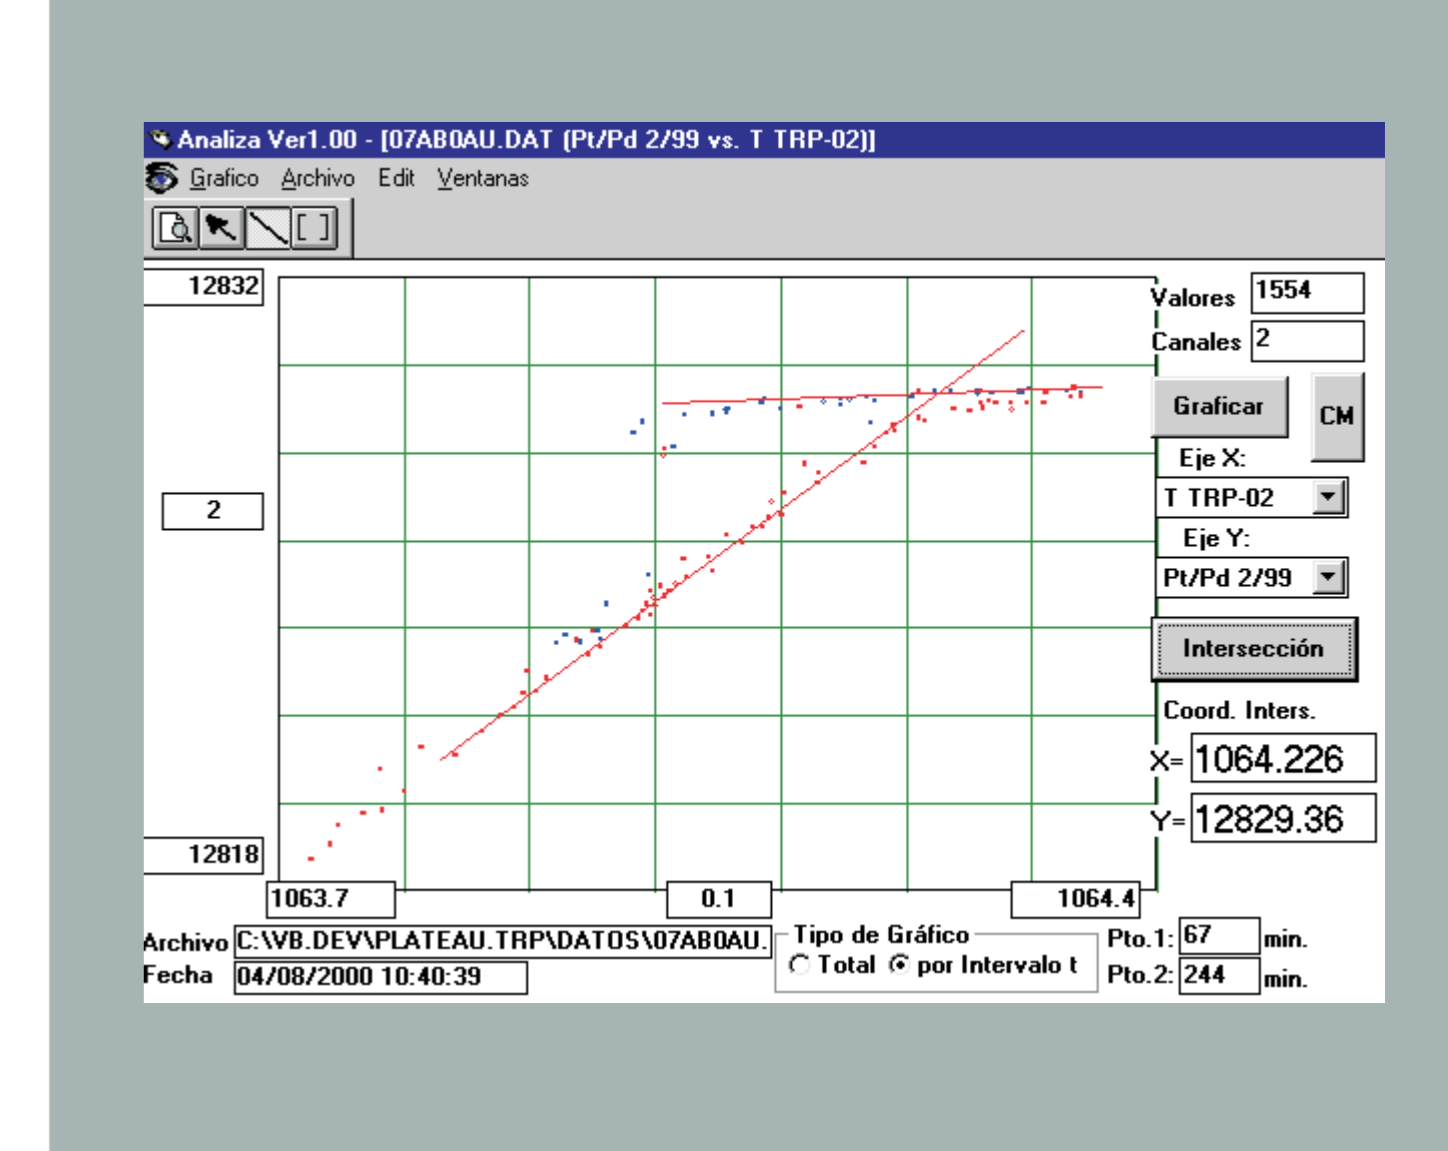 Analiza Ver1.00 - [07AB0AU.DAT (Pt/Pd 2/99 vs. T TRP-02)]
Grafico Archivo Edit Ventanas
12832
2
12818
1063.7
0.1
1064.4
Valores 1554
Canales 2
Graficar
CM
Eje X:
T TRP-02
Eje Y:
Pt/Pd 2/99
Intersección
Coord. Inters.
X= 1064.226
Y= 12829.36
Archivo C:\VB.DEV\PLATEAU.TRP\DATOS\07AB0AU.
Fecha 04/08/2000 10:40:39
Tipo de Gráfico
Total por Intervalo t
Pto.1: 67 min.
Pto.2: 244 min.